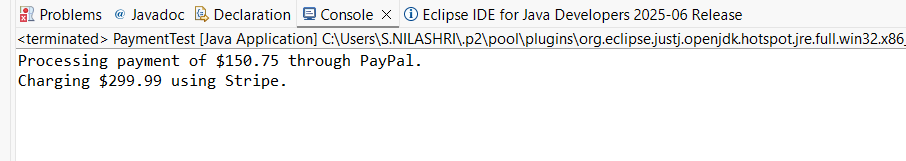 Problems Javadoc Declaration Console Eclipse IDE for Java Developers 2025-06 Release
<terminated> PaymentTest [Java Application] C:\Users\S.NILASHRI\.p2\pool\plugins\org.eclipse.justj.openjdk.hotspot.jre.full.win32.x86_
Processing payment of $150.75 through PayPal.
Charging $299.99 using Stripe.